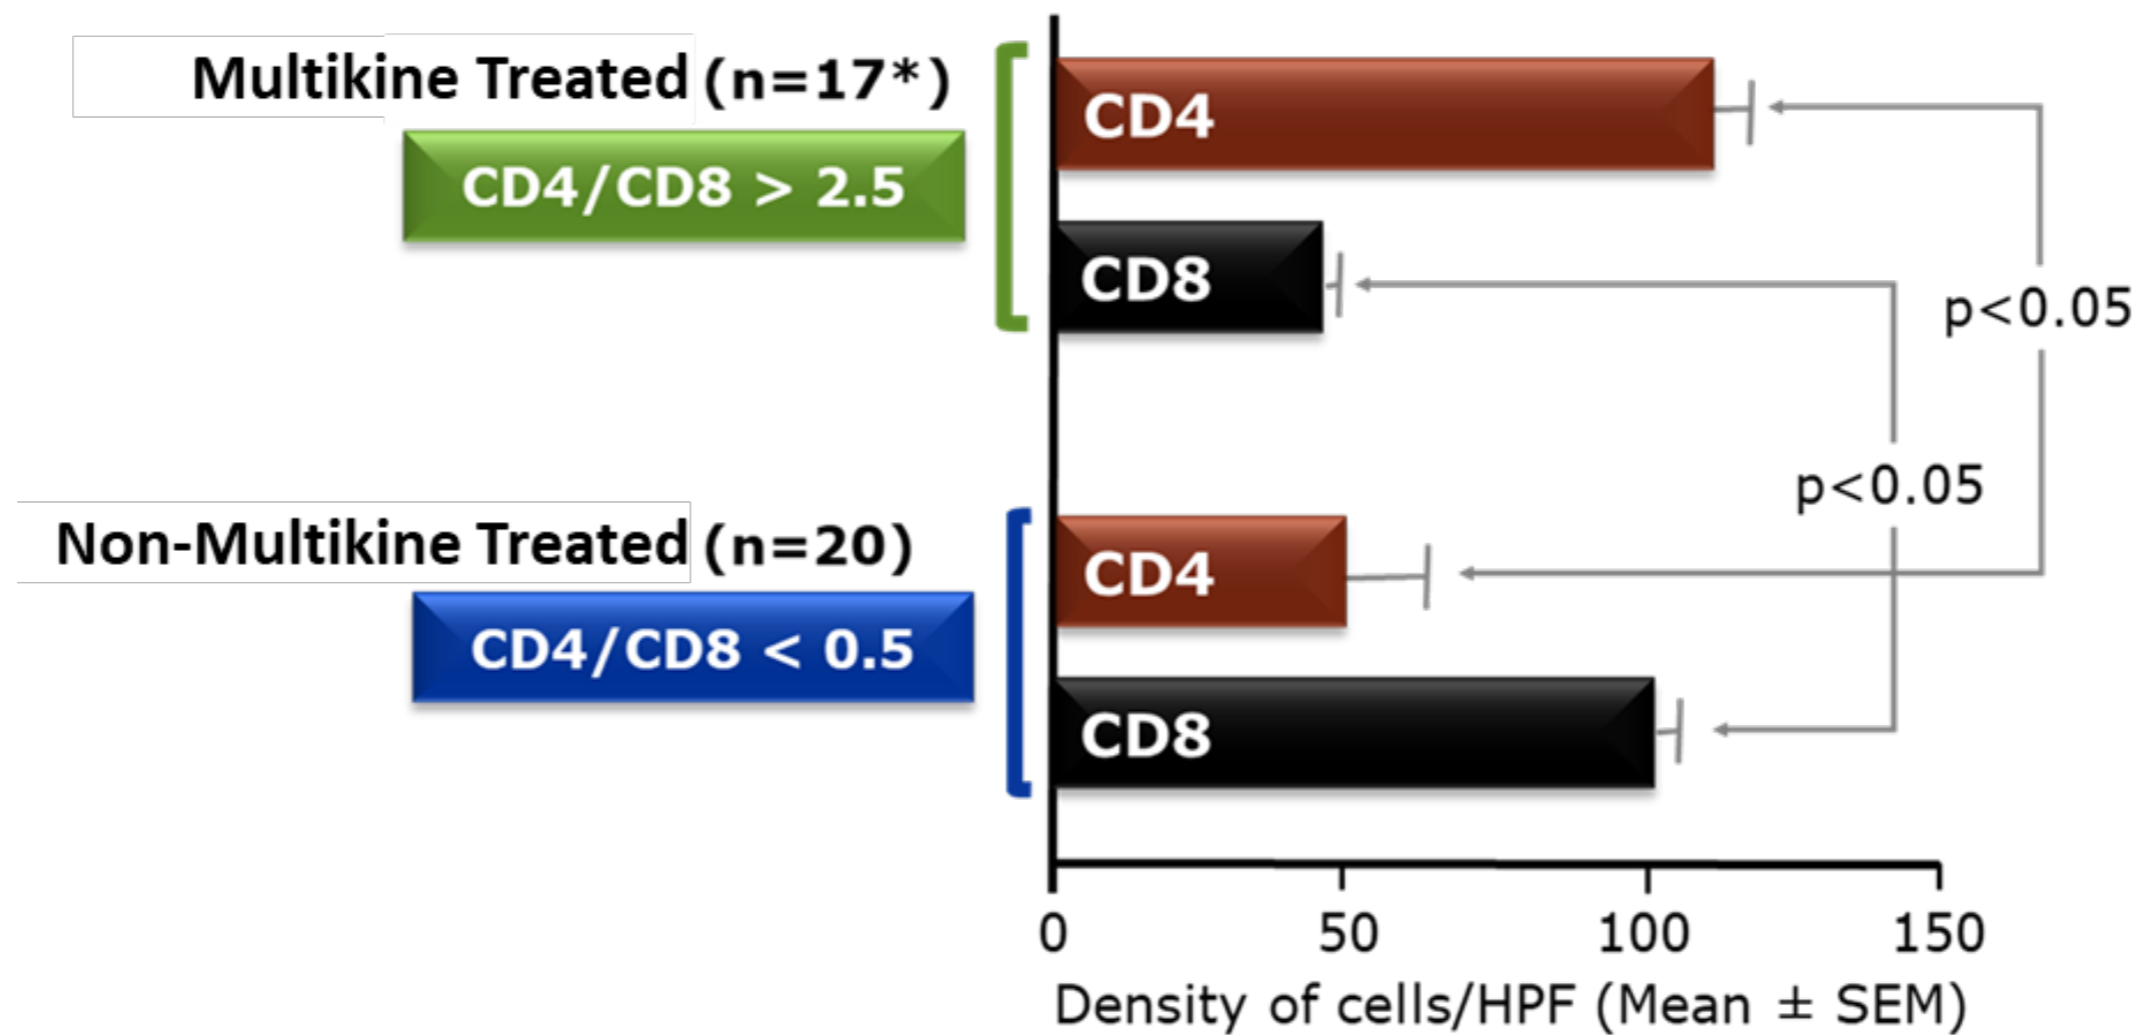 Multikine Treated (n=17*)
CD4/CD8 > 2.5
CD4
CD8
p<0.05
p<0.05
Non-Multikine Treated (n=20)
CD4/CD8 < 0.5
CD4
CD8
0 50 100 150
Density of cells/HPF (Mean ± SEM)